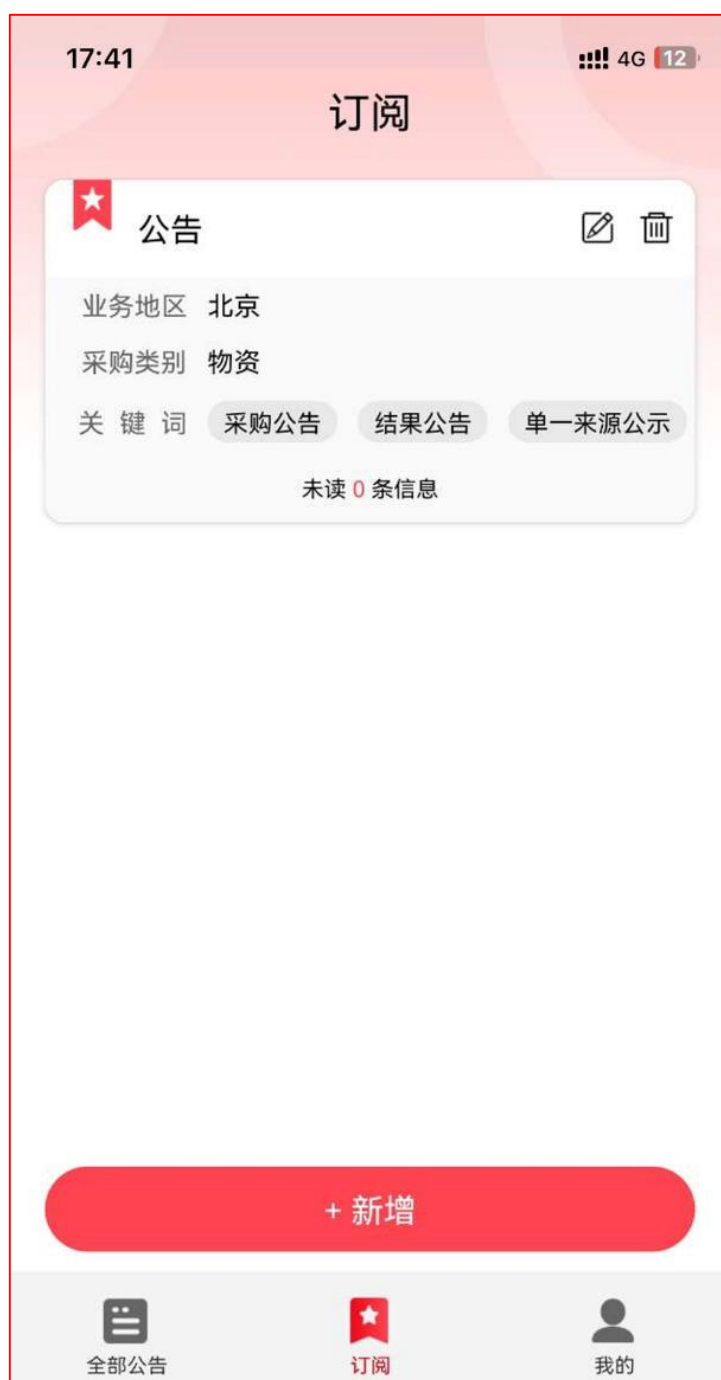 17:41 4G 12
订阅
公告
业务地区 北京
采购类别 物资
关键词 采购公告 结果公告 单一来源公示
未读 0 条信息
+ 新增
全部公告 订阅 我的